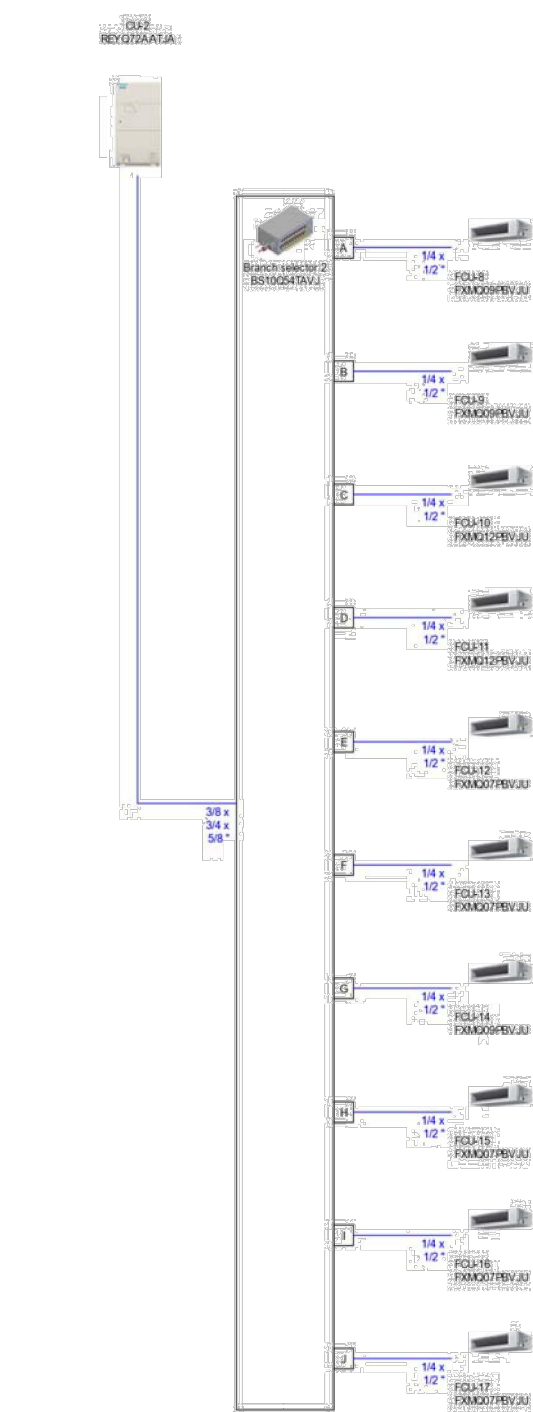 CU-2
REYQ72AATJA
Branch selector 2
BS10Q54TAVJ
A
1/4 x
1/2 "
FCU-8
FXMQ09PBVJU
B
1/4 x
1/2 "
FCU-9
FXMQ09PBVJU
C
1/4 x
1/2 "
FCU-10
FXMQ12PBVJU
D
1/4 x
1/2 "
FCU-11
FXMQ12PBVJU
E
1/4 x
1/2 "
FCU-12
FXMQ07PBVJU
3/8 x
3/4 x
5/8 "
F
1/4 x
1/2 "
FCU-13
FXMQ07PBVJU
G
1/4 x
1/2 "
FCU-14
FXMQ09PBVJU
H
1/4 x
1/2 "
FCU-15
FXMQ07PBVJU
I
1/4 x
1/2 "
FCU-16
FXMQ07PBVJU
J
1/4 x
1/2 "
FCU-17
FXMQ07PBVJU